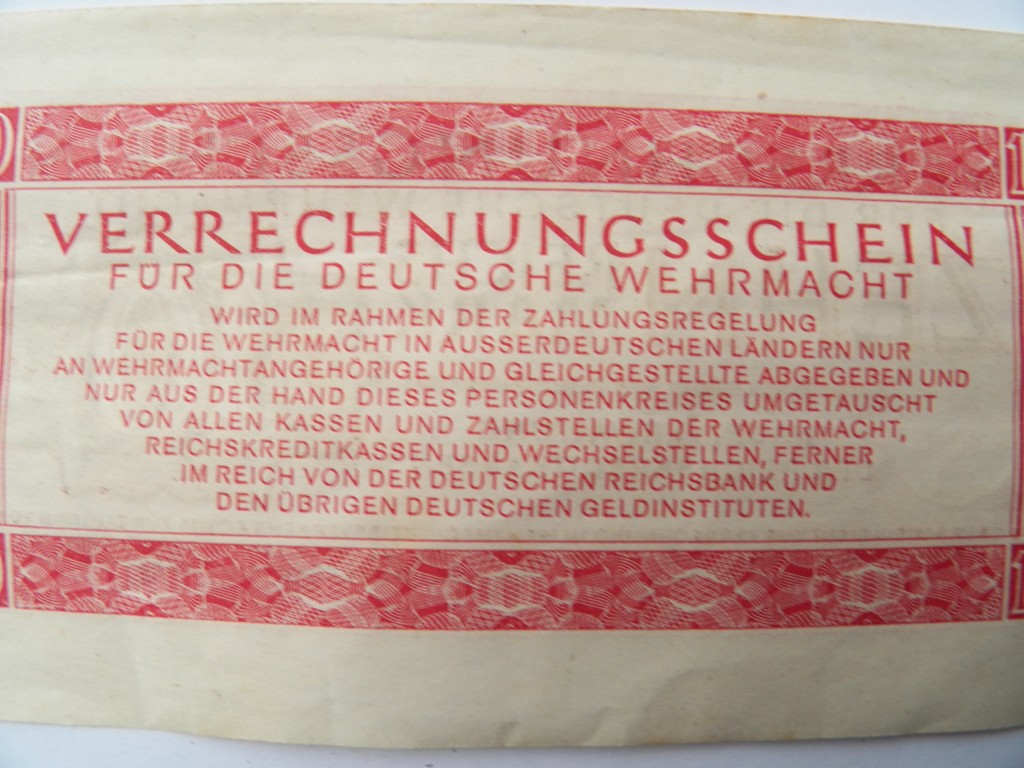 VERRECHNUNGSSCHEIN
FÜR DIE DEUTSCHE WEHRMACHT
WIRD IM RAHMEN DER ZAHLUNGSREGELUNG
FÜR DIE WEHRMACHT IN AUSSERDEUTSCHEN LÄNDERN NUR
AN WEHRMACHTANGEHÖRIGE UND GLEICHGESTELLTE ABGEGEBEN UND
NUR AUS DER HAND DIESES PERSONENKREISES UMGETAUSCHT
VON ALLEN KASSEN UND ZAHLSTELLEN DER WEHRMACHT,
REICHSKREDITKASSEN UND WECHSELSTELLEN, FERNER
IM REICH VON DER DEUTSCHEN REICHSBANK UND
DEN ÜBRIGEN DEUTSCHEN GELDINSTITUTEN.